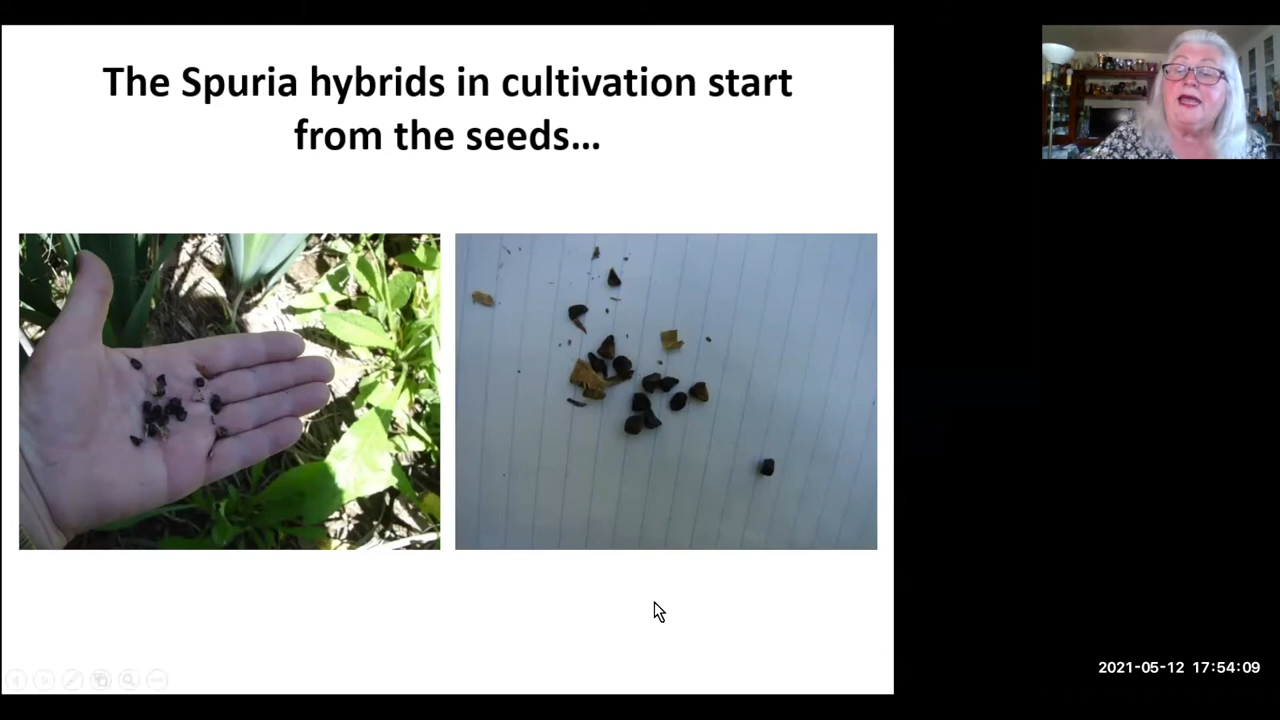 The Spuria hybrids in cultivation start
from the seeds...
2021-05-12 17:54:09